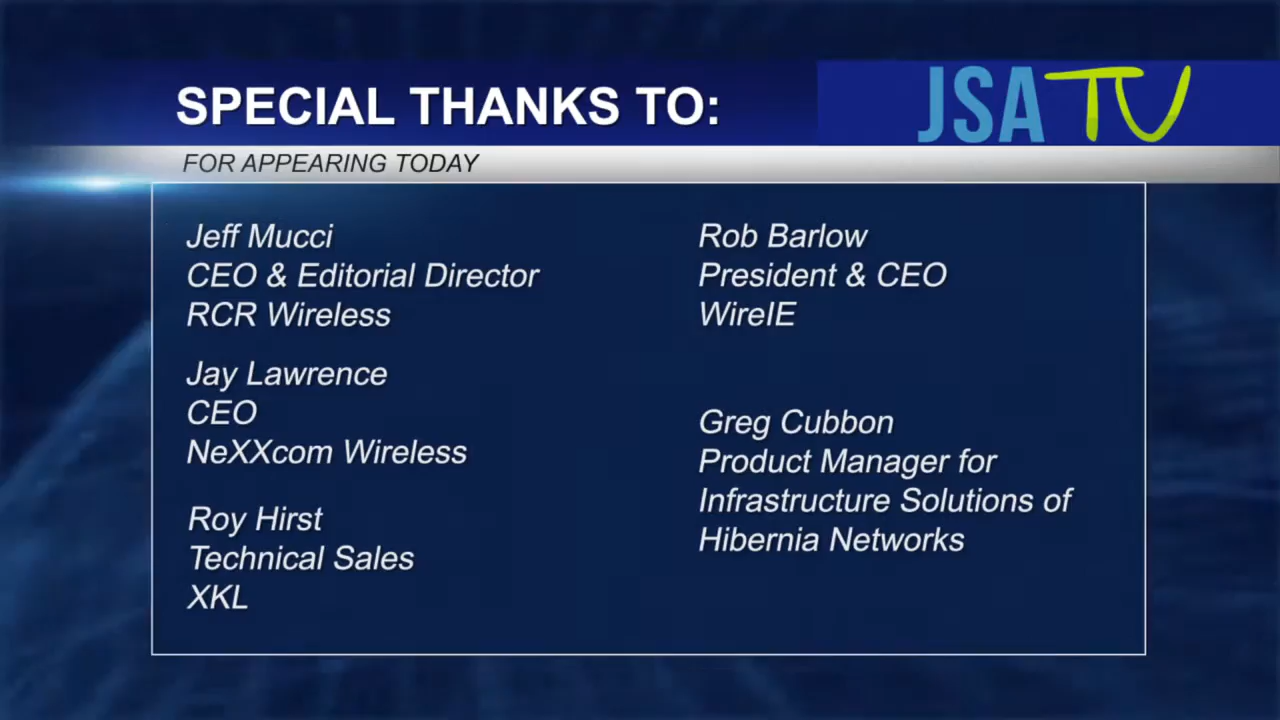 SPECIAL THANKS TO:
JSA TV
FOR APPEARING TODAY
Jeff Mucci
CEO & Editorial Director
RCR Wireless
Jay Lawrence
CEO
NeXXcom Wireless
Roy Hirst
Technical Sales
XKL
Rob Barlow
President & CEO
WireIE
Greg Cubbon
Product Manager for
Infrastructure Solutions of
Hibernia Networks